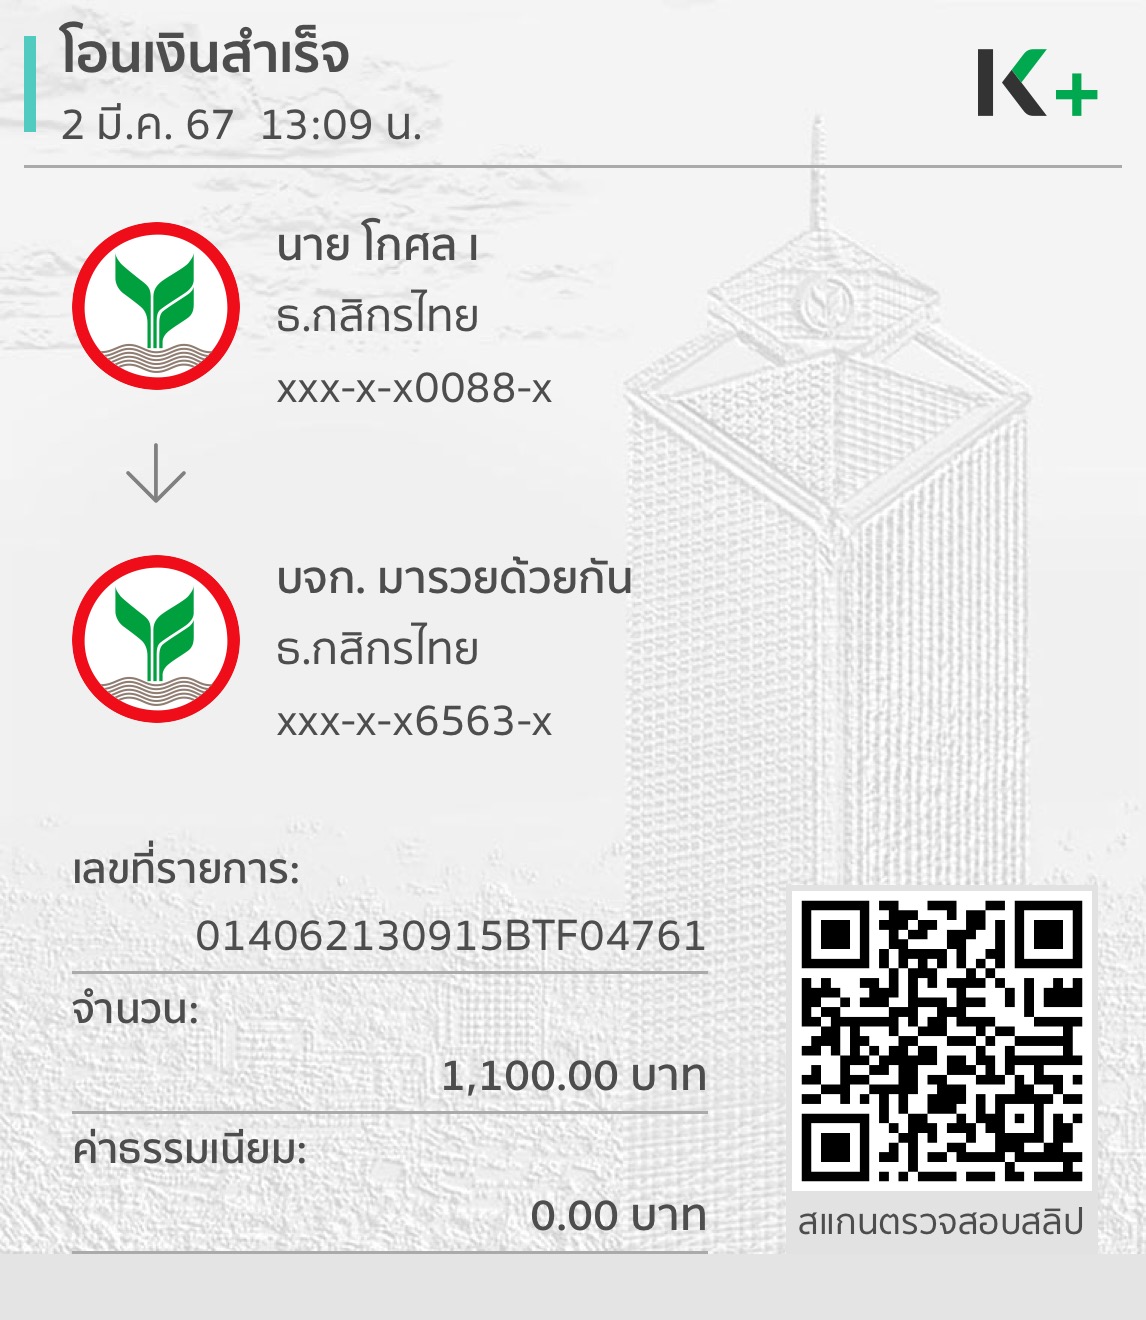 โอนเงินสำเร็จ
2 มี.ค. 67  13:09 น.
K+
นาย โกศล เ
ธ.กสิกรไทย
xxx-x-x0088-x
บจก. มารวยด้วยกัน
ธ.กสิกรไทย
xxx-x-x6563-x
เลขที่รายการ:
014062130915BTF04761
จำนวน:
1,100.00 บาท
ค่าธรรมเนียม:
0.00 บาท
สแกนตรวจสอบสลิป